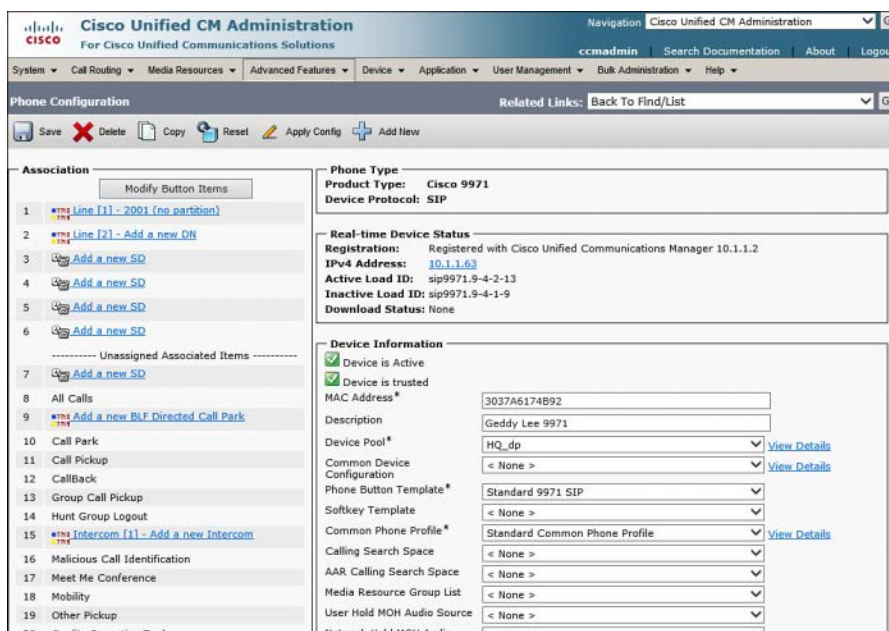 Cisco Unified CM Administration
For Cisco Unified Communications Solutions
CISCO
Navigation Cisco Unified CM Administration
ccmadmin | Search Documentation | About | Logou
System Call Routing Media Resources Advanced Features Device Application User Management Bulk Administration Help
Phone Configuration
Related Links: Back To Find/List
Save Delete Copy Reset Apply Config Add New
Association
Modify Button Items
1 Line [1] - 2001 (no partition)
2 Line [2] - Add a new DN
3 Add a new SD
4 Add a new SD
5 Add a new SD
6 Add a new SD
---------- Unassigned Associated Items ----------
7 Add a new SD
8 All Calls
9 Add a new BLF Directed Call Park
10 Call Park
11 Call Pickup
12 CallBack
13 Group Call Pickup
14 Hunt Group Logout
15 Intercom [1] - Add a new Intercom
16 Malicious Call Identification
17 Meet Me Conference
18 Mobility
19 Other Pickup
Phone Type
Product Type: Cisco 9971
Device Protocol: SIP
Real-time Device Status
Registration: Registered with Cisco Unified Communications Manager 10.1.1.2
IPv4 Address: 10.1.1.63
Active Load ID: sip9971.9-4-2-13
Inactive Load ID: sip9971.9-4-1-9
Download Status: None
Device Information
Device is Active
Device is trusted
MAC Address* 3037A6174B92
Description Geddy Lee 9971
Device Pool* HQ_dp View Details
Common Device Configuration < None > View Details
Phone Button Template* Standard 9971 SIP
Softkey Template < None >
Common Phone Profile* Standard Common Phone Profile View Details
Calling Search Space < None >
AAR Calling Search Space < None >
Media Resource Group List < None >
User Hold MOH Audio Source < None >